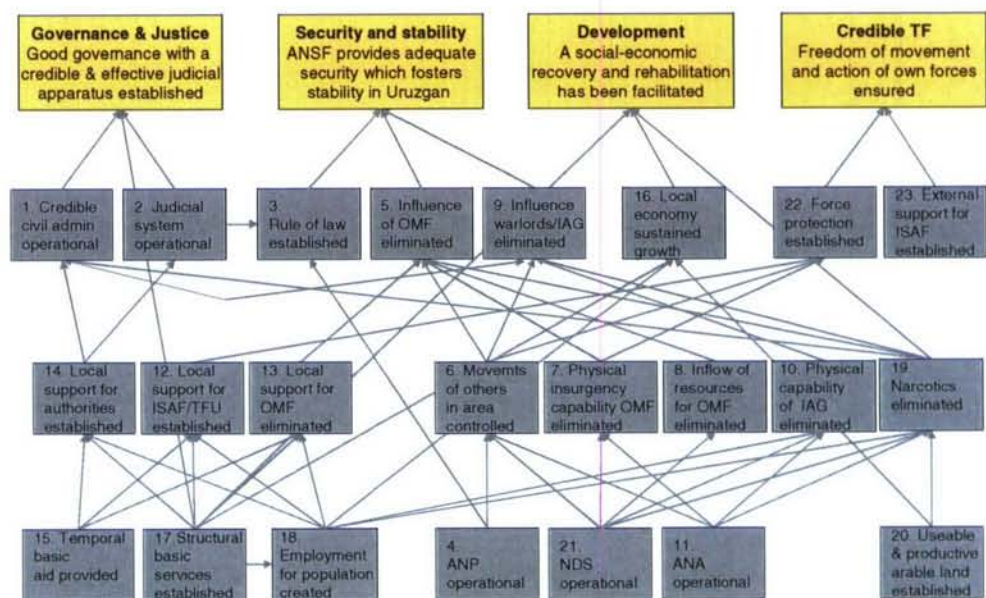 Governance & Justice
Good governance with a
credible & effective judicial
apparatus established
Security and stability
ANSF provides adequate
security which fosters
stability in Uruzgan
Development
A social-economic
recovery and rehabilitation
has been facilitated
Credible TF
Freedom of movement
and action of own forces
ensured
1. Credible
civil admin
operational
2. Judicial
system
operational
3.
Rule of law
established
5. Influence
of OMF
eliminated
9. Influence
warlords/IAG
eliminated
16. Local
economy
sustained
growth
22. Force
protection
established
23. External
support for
ISAF
established
14. Local
support for
authorities
established
12. Local
support for
ISAF/TFU
established
13. Local
support for
OMF
eliminated
6. Movemts
of others
in area
controlled
7. Physical
insurgency
capability OMF
eliminated
8. Inflow of
resources
for OMF
eliminated
10. Physical
capability
of IAG
eliminated
19.
Narcotics
eliminated
15. Temporal
basic
aid provided
17. Structural
basic
services
established
18.
Employment
for population
created
4.
ANP
operational
21.
NDS
operational
11.
ANA
operational
20. Useable
& productive
arable land
established